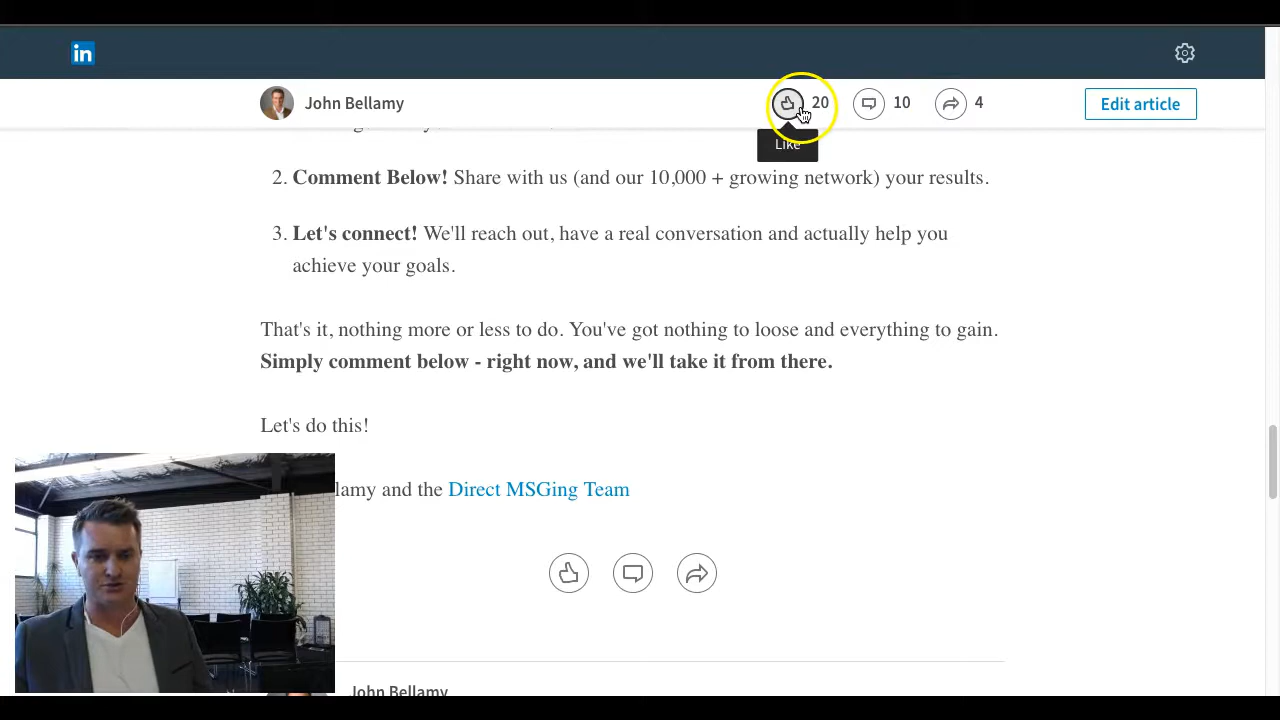 in
John Bellamy
20
10
4
Edit article
Like
2. Comment Below! Share with us (and our 10,000 + growing network) your results.
3. Let's connect! We'll reach out, have a real conversation and actually help you
achieve your goals.
That's it, nothing more or less to do. You've got nothing to loose and everything to gain.
Simply comment below - right now, and we'll take it from there.
Let's do this!
llamy and the Direct MSGing Team
John Bellamy